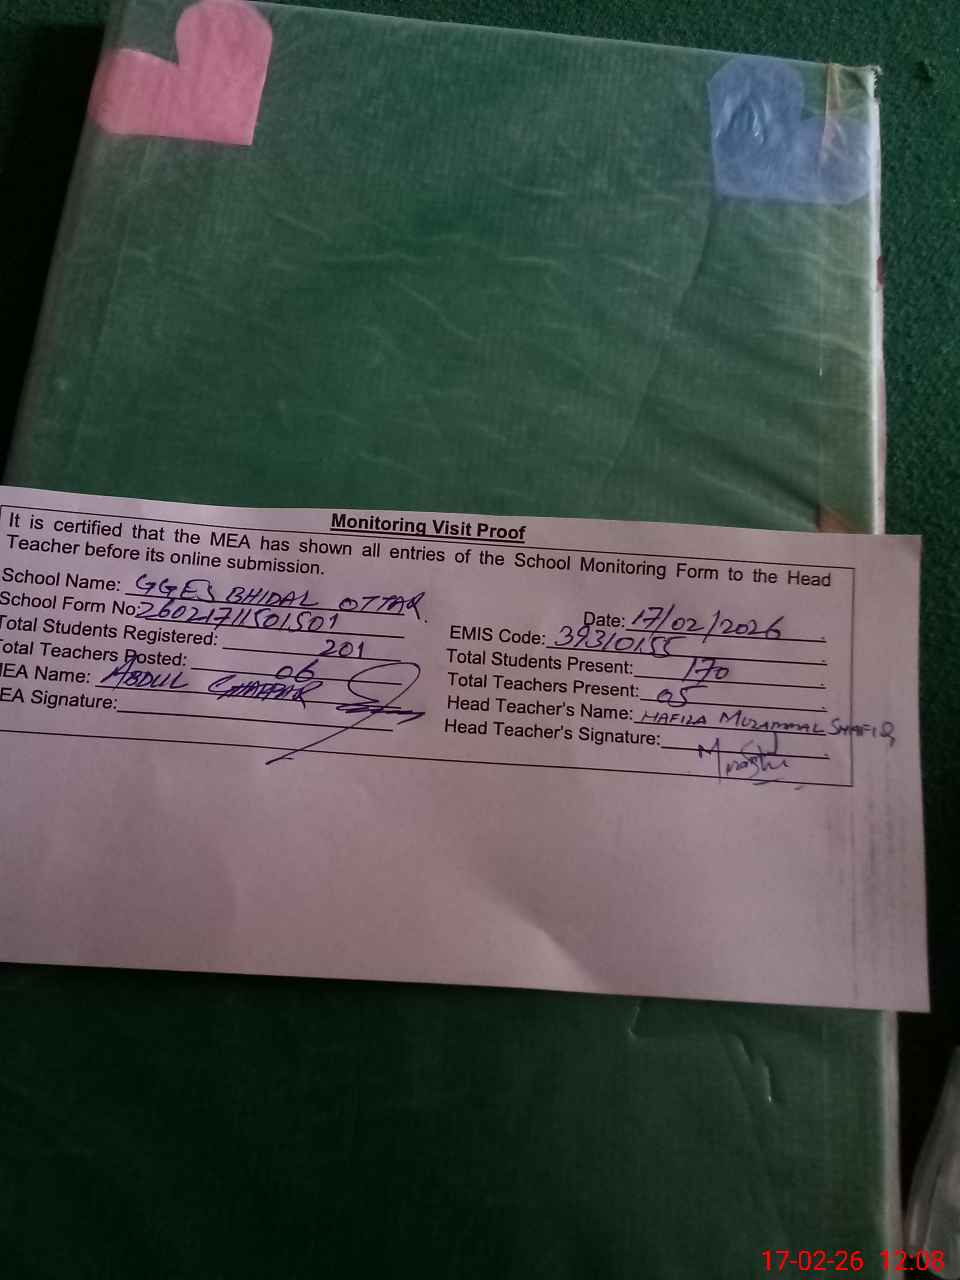 Monitoring Visit Proof
It is certified that the MEA has shown all entries of the School Monitoring Form to the Head
Teacher before its online submission.
School Name: GGES BHIDAL OTTAR.
Date: 17/02/2026
School Form No: 26021711501501
EMIS Code: 39310155
Total Students Registered: 201
Total Students Present: 170
Total Teachers Posted: 06
Total Teachers Present: 05
MEA Name: ABDUL GHAFFAR
Head Teacher's Name: HAFIZA MUZAMMAL SHAFIQ
EA Signature:
Head Teacher's Signature:
17-02-26 12:08